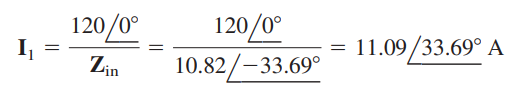 I₁ = 120/0° / Z_in = 120/0° / 10.82/−33.69° = 11.09/33.69° A